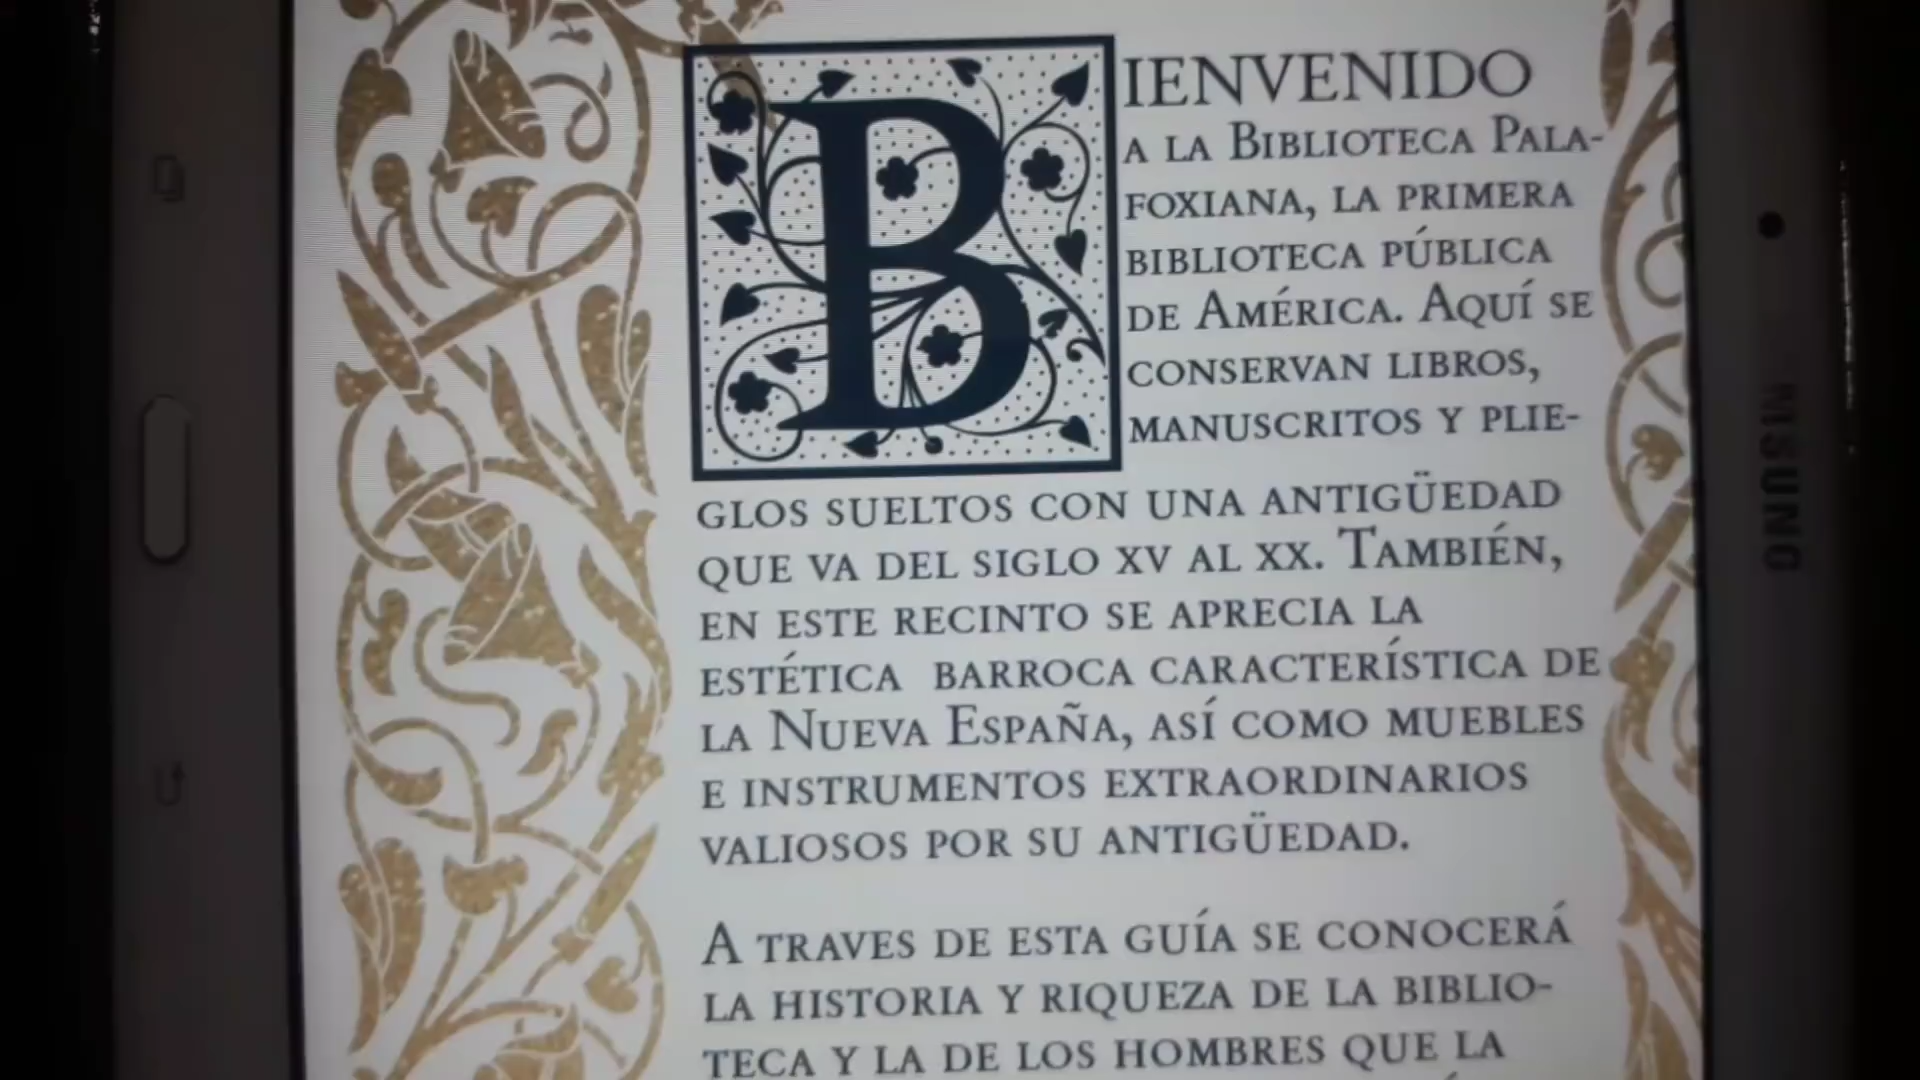 BIENVENIDO
A LA BIBLIOTECA PALA-
FOXIANA, LA PRIMERA
BIBLIOTECA PÚBLICA
DE AMÉRICA. AQUÍ SE
CONSERVAN LIBROS,
MANUSCRITOS Y PLIE-
GLOS SUELTOS CON UNA ANTIGÜEDAD
QUE VA DEL SIGLO XV AL XX. TAMBIÉN,
EN ESTE RECINTO SE APRECIA LA
ESTÉTICA BARROCA CARACTERÍSTICA DE
LA NUEVA ESPAÑA, ASÍ COMO MUEBLES
E INSTRUMENTOS EXTRAORDINARIOS
VALIOSOS POR SU ANTIGÜEDAD.
A TRAVES DE ESTA GUÍA SE CONOCERÁ
LA HISTORIA Y RIQUEZA DE LA BIBLIO-
TECA Y LA DE LOS HOMBRES QUE LA
MSUNG